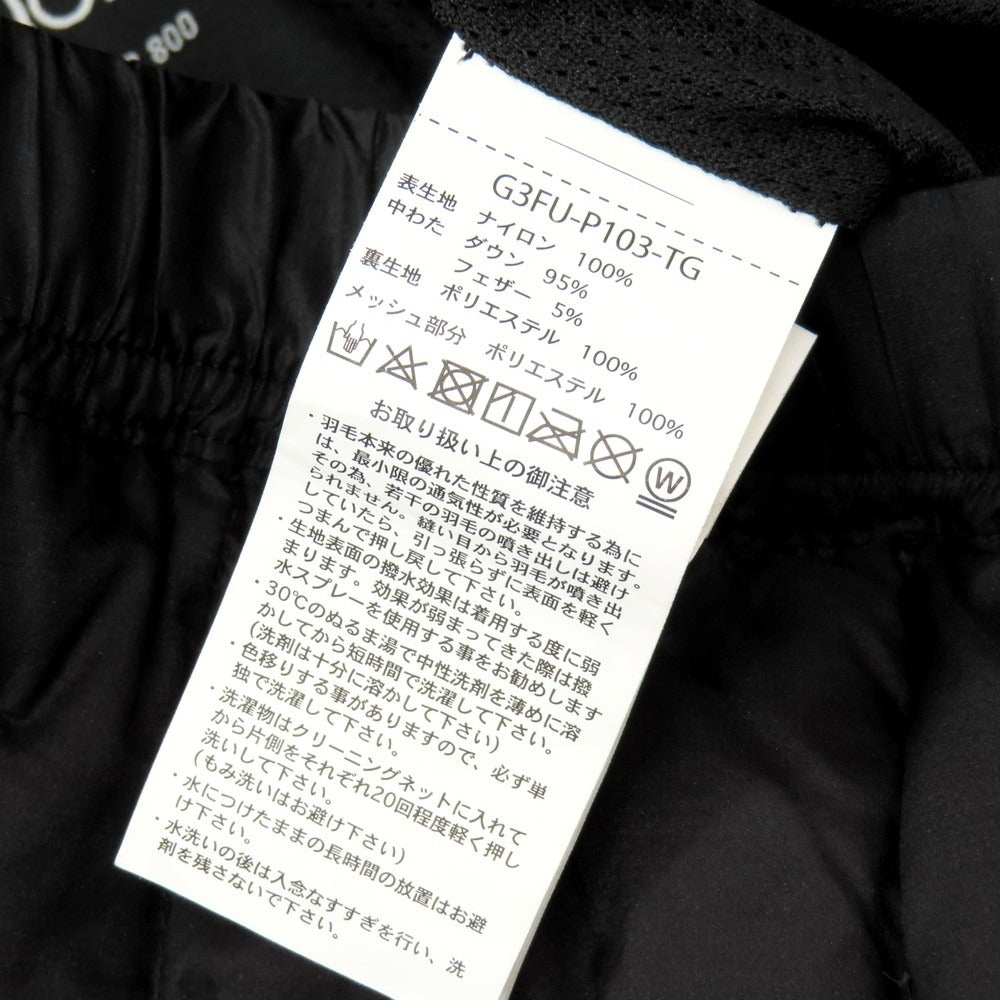 800
G3FU-P103-TG
表生地 ナイロン 100%
中わた ダウン 95%
フェザー 5%
裏生地 ポリエステル 100%
メッシュ部分 ポリエステル 100%
W
お取り扱い上の御注意
・羽毛本来の優れた性質を維持する為に
は、最小限の通気性が必要となります。
その為、若干の羽毛の噴き出しは避け
られません。縫い目から羽毛が噴き出
していたら、引っ張らずに表面を軽く
つまんで押し戻して下さい。
・生地表面の撥水効果は着用する度に弱
まります。効果が弱まってきた際は撥
水スプレーを使用する事をお勧めします
・30℃のぬるま湯で中性洗剤を薄めに溶
かしてから短時間で洗濯して下さい。
(洗剤は十分に溶かして下さい)
・色移りする事がありますので、必ず単
独で洗濯して下さい。
・洗濯物はクリーニングネットに入れて
から片側をそれぞれ20回程度軽く押し
洗いして下さい。
(もみ洗いはお避け下さい)
・水につけたままの長時間の放置はお避
け下さい。
・水洗いの後は入念なすすぎを行い、洗
剤を残さないで下さい。